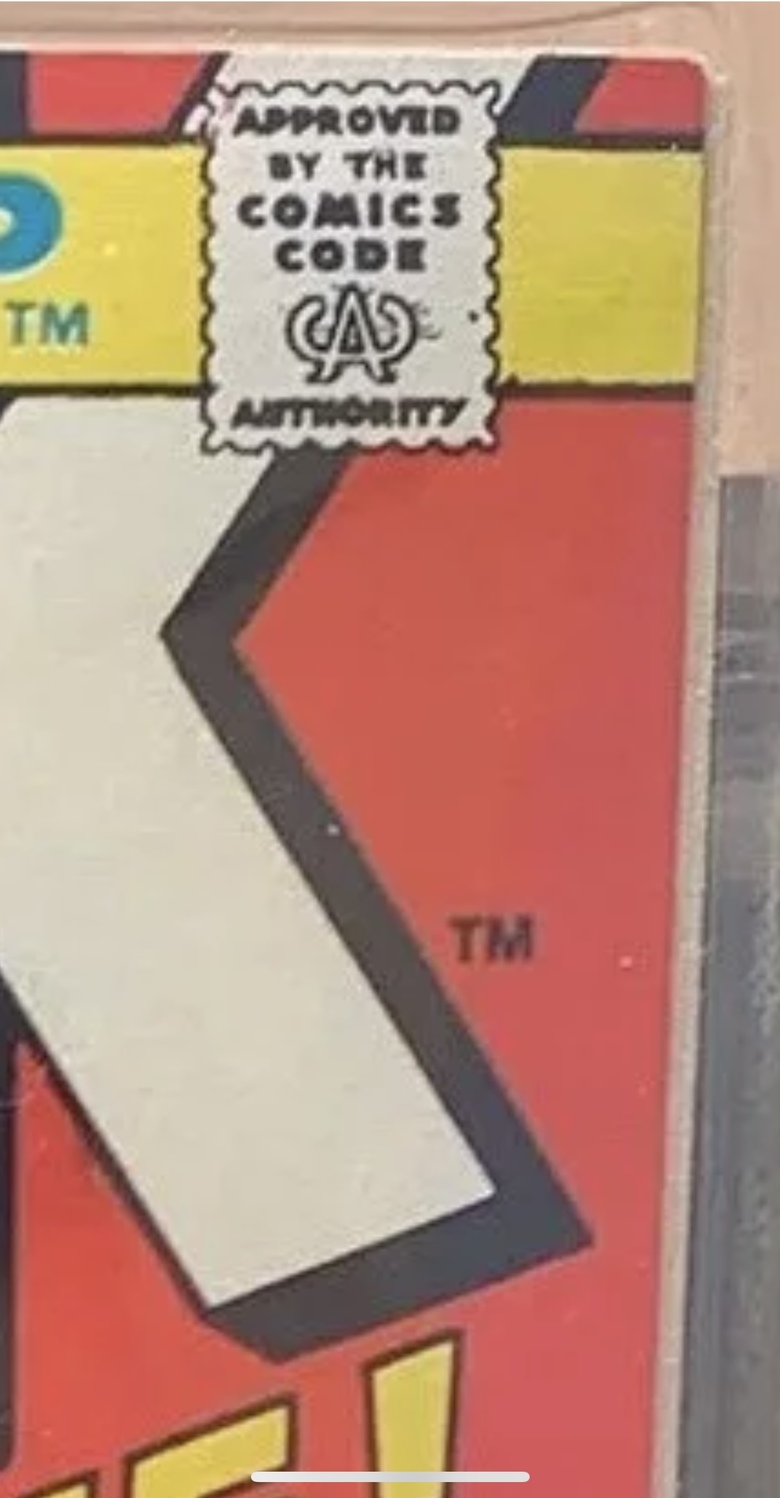 APPROVED
BY THE
COMICS
CODE
CA
AUTHORITY
TM
K
TM
E!